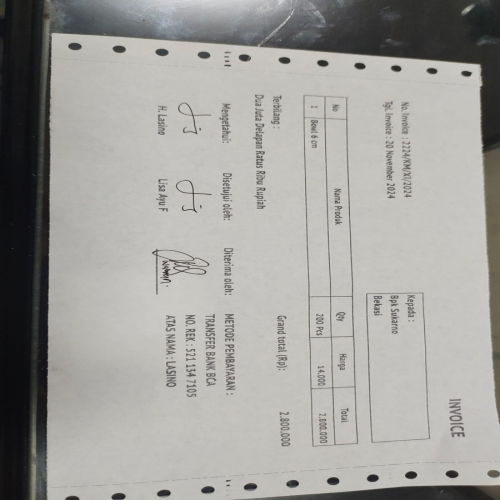 INVOICE
No. Invoice : 2224/KM/XI/2024
Tgl. Invoice : 20 November 2024
Kepada :
Bpk Sukarno
Bekasi
No Nama Produk Qty Harga Total
1 Bowl 6 cm 200 Pcs 14,000 2.800.000
Grand total (Rp): 2.800.000
Terbilang :
Dua Juta Delapan Ratus Ribu Rupiah
Mengetahui: Disetujui oleh: Diterima oleh:
H. Lasino Lisa Ayu F
METODE PEMBAYARAN :
TRANSFER BANK BCA
NO. REK : 521 134 7105
ATAS NAMA : LASINO